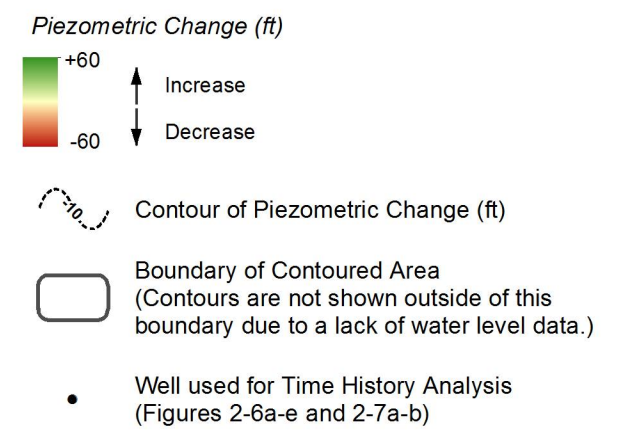 Piezometric Change (ft)
+60
Increase
Decrease
-60
-10
Contour of Piezometric Change (ft)
Boundary of Contoured Area
(Contours are not shown outside of this
boundary due to a lack of water level data.)
Well used for Time History Analysis
(Figures 2-6a-e and 2-7a-b)